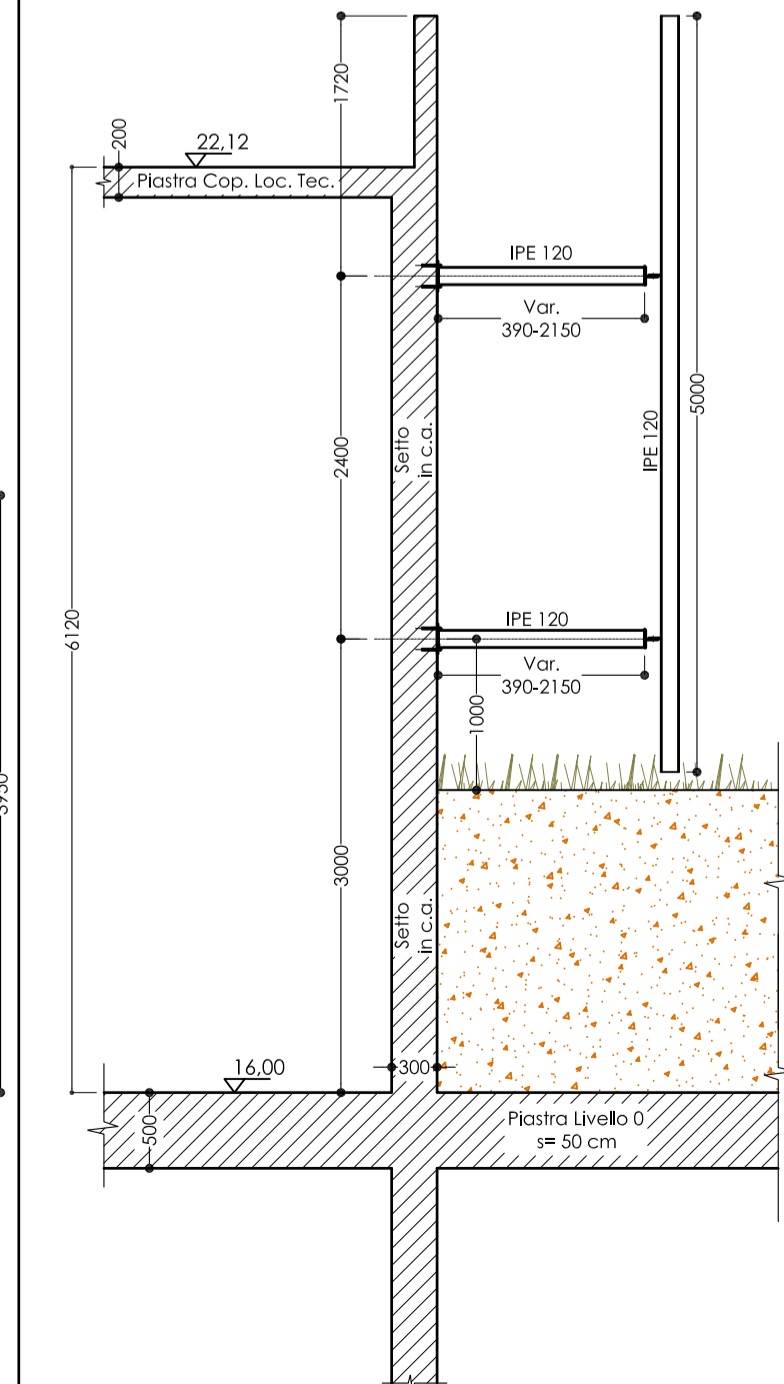 1720
200
22,12
Piastra Cop. Loc. Tec.
IPE 120
Var.
390-2150
5000
2400
Setto
in c.a.
IPE 120
6120
IPE 120
Var.
390-2150
1000
3000
Setto
in c.a.
16,00
300
500
Piastra Livello 0
s= 50 cm